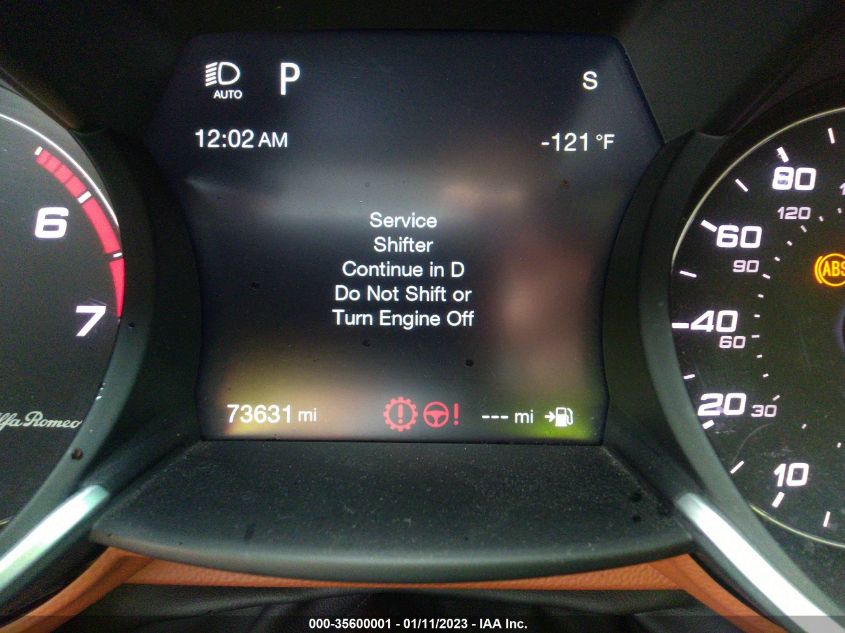 AUTO
P
S
12:02 AM
-121 °F
Service
Shifter
Continue in D
Do Not Shift or
Turn Engine Off
73631 mi
--- mi
6
7
Romeo
80
120
60
90
ABS
40
60
20
30
10
000-35600001 - 01/11/2023 - IAA Inc.